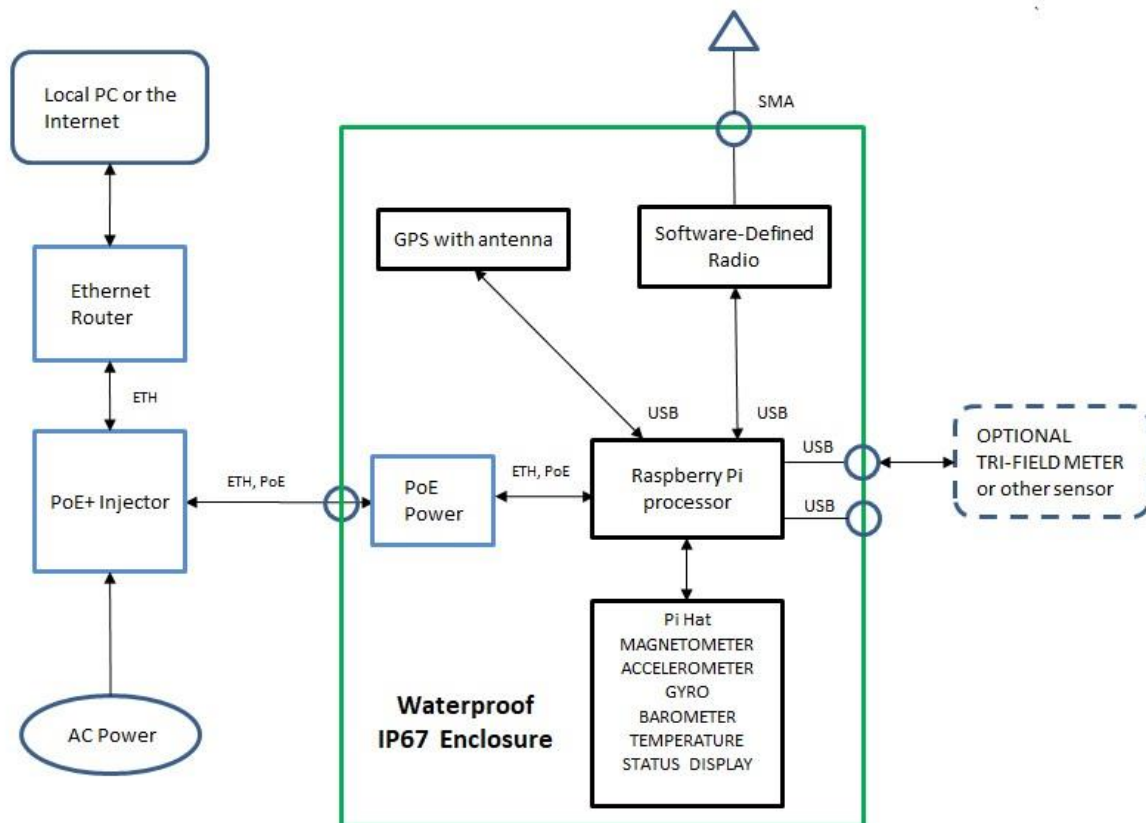 SMA
Local PC or the
Internet
GPS with antenna
Software-Defined
Radio
Ethernet
Router
ETH
USB
USB
PoE+ Injector
ETH, PoE
PoE
Power
ETH, PoE
Raspberry Pi
processor
USB
USB
OPTIONAL
TRI-FIELD METER
or other sensor
Pi Hat
MAGNETOMETER
ACCELEROMETER
GYRO
BAROMETER
TEMPERATURE
STATUS DISPLAY
Waterproof
IP67 Enclosure
AC Power